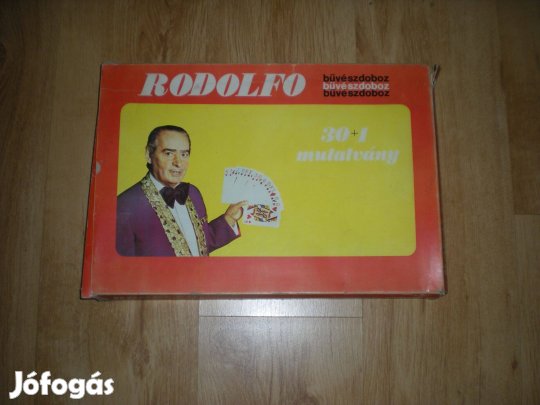 RODOLFO
bűvészdoboz
bűvészdoboz
bűvészdoboz
30+1
mutatvány
Jófogás